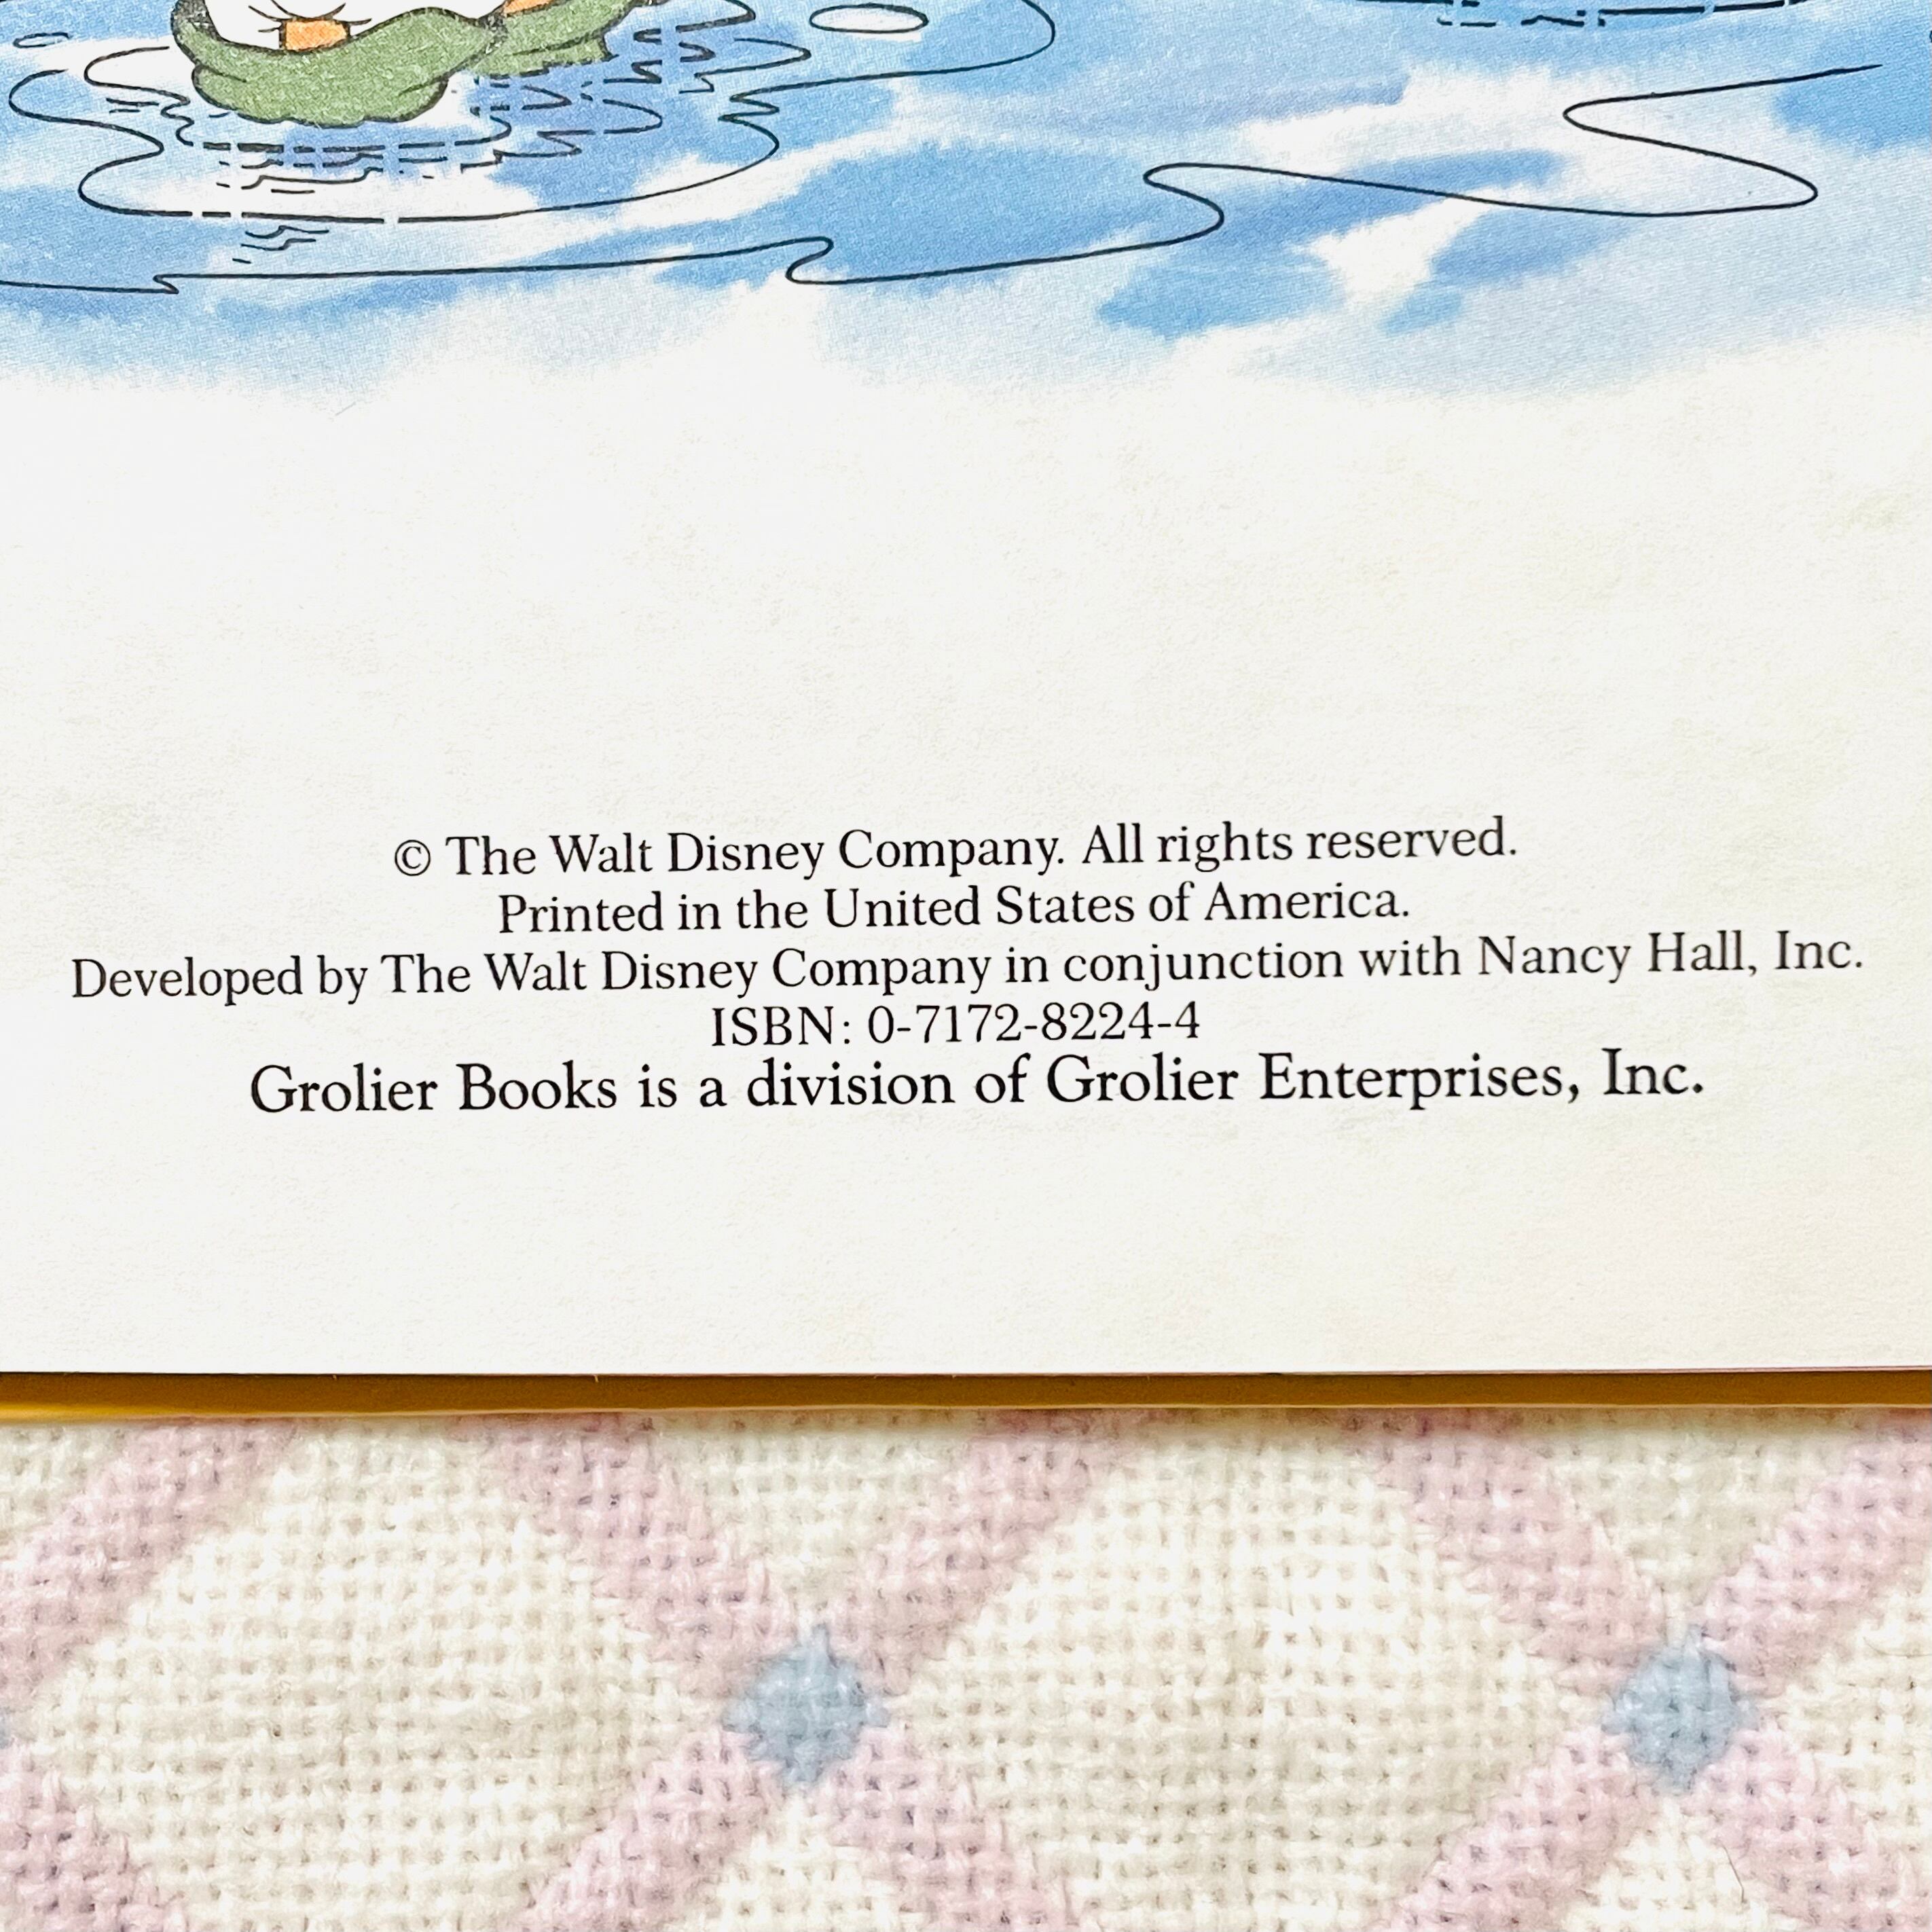 © The Walt Disney Company. All rights reserved.
Printed in the United States of America.
Developed by The Walt Disney Company in conjunction with Nancy Hall, Inc.
ISBN: 0-7172-8224-4
Grolier Books is a division of Grolier Enterprises, Inc.